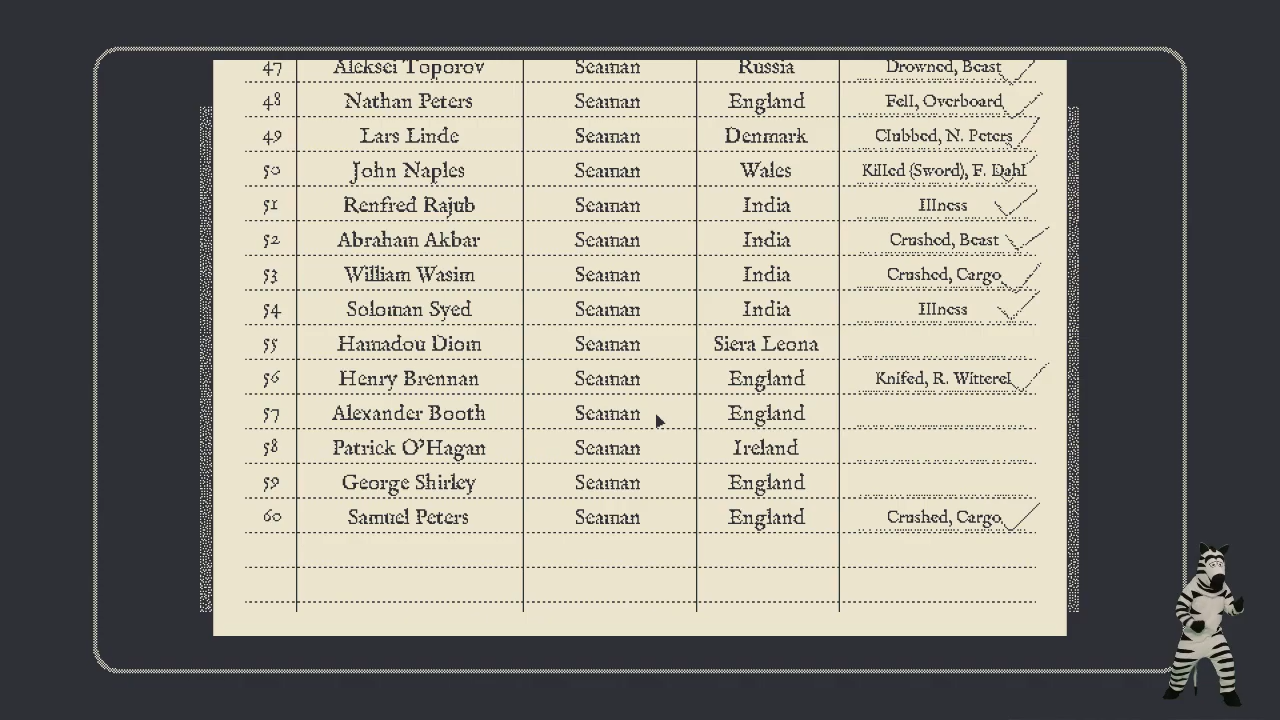 47 Aleksei Toporov Seaman Russia Drowned, Beast
48 Nathan Peters Seaman England Fell, Overboard
49 Lars Linde Seaman Denmark Clubbed, N. Peters
50 John Naples Seaman Wales Killed (Sword), F. Dahl
51 Renfred Rajub Seaman India Illness
52 Abraham Akbar Seaman India Crushed, Beast
53 William Wasim Seaman India Crushed, Cargo
54 Soloman Syed Seaman India Illness
55 Hamadou Diom Seaman Siera Leona
56 Henry Brennan Seaman England Knifed, R. Witterel
57 Alexander Booth Seaman England
58 Patrick O'Hagan Seaman Ireland
59 George Shirley Seaman England
60 Samuel Peters Seaman England Crushed, Cargo